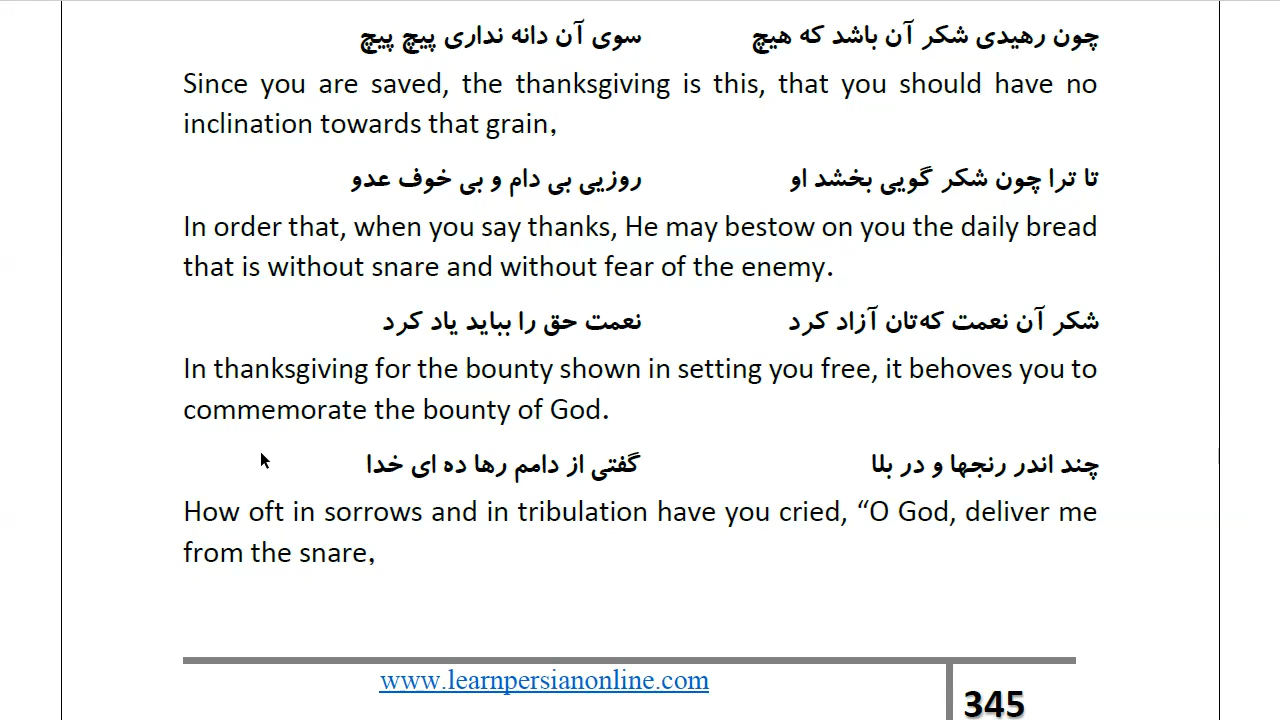 چون رهیدی شکر آن باشد که هیچ سوی آن دانه نداری پیچ پیچ
Since you are saved, the thanksgiving is this, that you should have no
inclination towards that grain,
تا ترا چون شکر گویی بخشد او روزیی بی دام و بی خوف عدو
In order that, when you say thanks, He may bestow on you the daily bread
that is without snare and without fear of the enemy.
شکر آن نعمت که‌تان آزاد کرد نعمت حق را بباید یاد کرد
In thanksgiving for the bounty shown in setting you free, it behoves you to
commemorate the bounty of God.
چند اندر رنجها و در بلا گفتی از دامم رها ده ای خدا
How oft in sorrows and in tribulation have you cried, “O God, deliver me
from the snare,
www.learnpersianonline.com
345